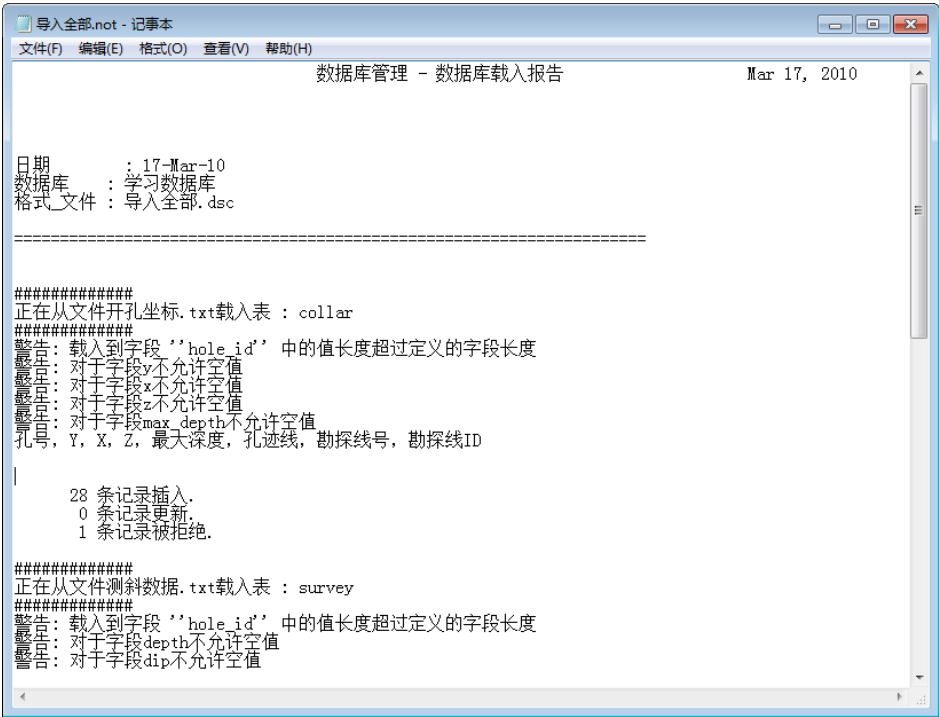 导入全部.not - 记事本
文件(F) 编辑(E) 格式(O) 查看(V) 帮助(H)
数据库管理 - 数据库载入报告 Mar 17, 2010
日期 : 17-Mar-10
数据库 : 学习数据库
格式_文件 : 导入全部.dsc
=====================================================================
#############
正在从文件开孔坐标.txt载入表 : collar
#############
警告: 载入到字段 ''hole_id'' 中的值长度超过定义的字段长度
警告: 对于字段y不允许空值
警告: 对于字段x不允许空值
警告: 对于字段z不允许空值
警告: 对于字段max_depth不允许空值
孔号, Y, X, Z, 最大深度, 孔迹线, 勘探线号, 勘探线ID
28 条记录插入.
0 条记录更新.
1 条记录被拒绝.
#############
正在从文件测斜数据.txt载入表 : survey
#############
警告: 载入到字段 ''hole_id'' 中的值长度超过定义的字段长度
警告: 对于字段depth不允许空值
警告: 对于字段dip不允许空值